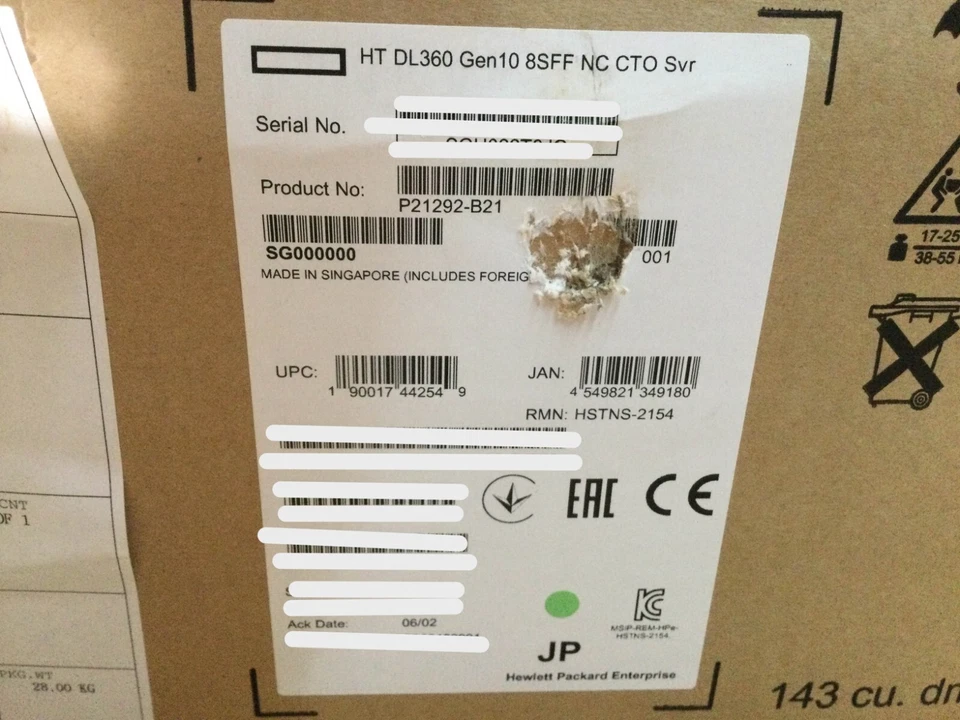 HT DL360 Gen10 8SFF NC CTO Svr
Serial No.
Product No:
P21292-B21
SG000000
001
MADE IN SINGAPORE (INCLUDES
UPC:
1 90017 44254 9
JAN:
4 549821 349180
RMN: HSTNS-2154
EAC CE
Ack Date: 06/02
MSIP-REM-HPe-
HSTNS-2154
JP
Hewlett Packard Enterprise
143 cu.
17-25
38-55
CNT
OF 1
PKG.WT
28.00 KG